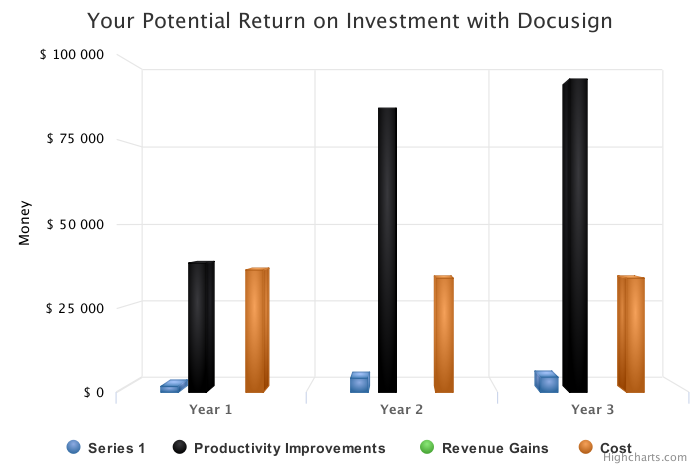 Your Potential Return on Investment with Docusign
$ 100 000
$ 75 000
$ 50 000
$ 25 000
$ 0
Money
Year 1
Year 2
Year 3
Series 1
Productivity Improvements
Revenue Gains
Cost
Highcharts.com